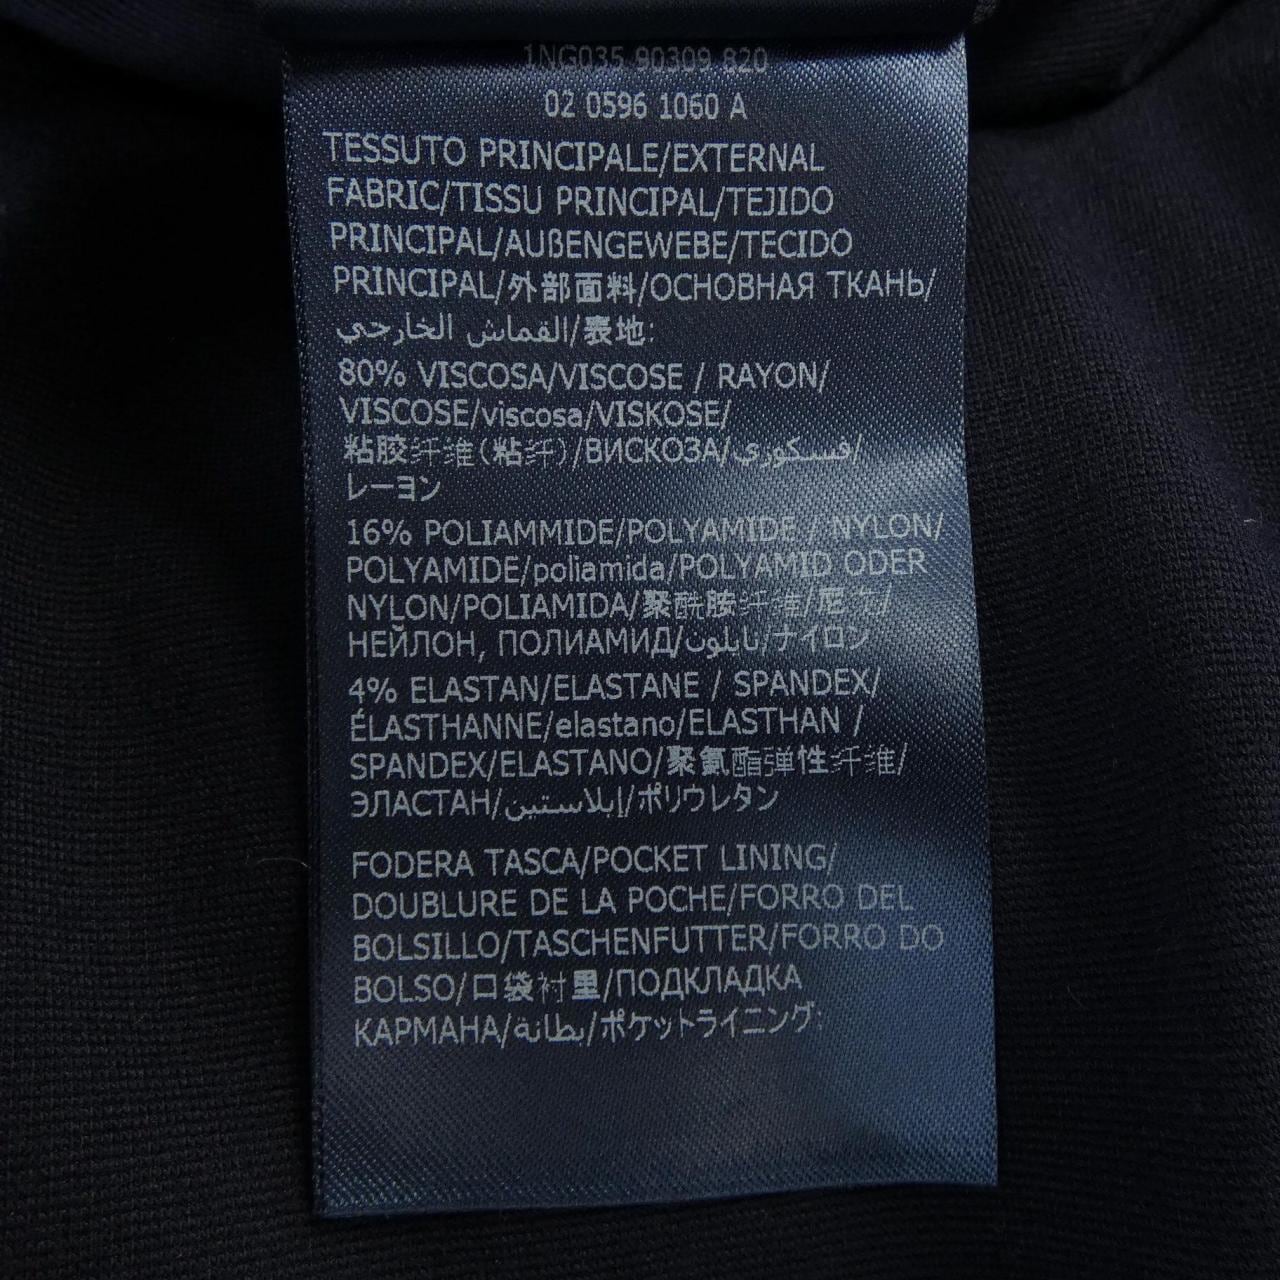 1NG035 90309 820
02 0596 1060 A
TESSUTO PRINCIPALE/EXTERNAL
FABRIC/TISSU PRINCIPAL/TEJIDO
PRINCIPAL/AUßENGEWEBE/TECIDO
PRINCIPAL/外部面料/ОСНОВНАЯ ТКАНЬ/
القماش الخارجي/表地:
80% VISCOSA/VISCOSE / RAYON/
VISCOSE/viscosa/VISKOSE/
粘胶纤维(粘纤)/ВИСКОЗА/فسكوزي/
レーヨン
16% POLIAMMIDE/POLYAMIDE / NYLON/
POLYAMIDE/poliamida/POLYAMID ODER
NYLON/POLIAMIDA/聚酰胺纤维/尼龙/
НЕЙЛОН, ПОЛИАМИД/نايلون/ナイロン
4% ELASTAN/ELASTANE / SPANDEX/
ÉLASTHANNE/elastano/ELASTHAN /
SPANDEX/ELASTANO/聚氨酯弹性纤维/
ЭЛАСТАН/إيلاستين/ポリウレタン
FODERA TASCA/POCKET LINING/
DOUBLURE DE LA POCHE/FORRO DEL
BOLSILLO/TASCHENFUTTER/FORRO DO
BOLSO/口袋衬里/ПОДКЛАДКА
КАРМАНА/بطانة/ポケットライニング: